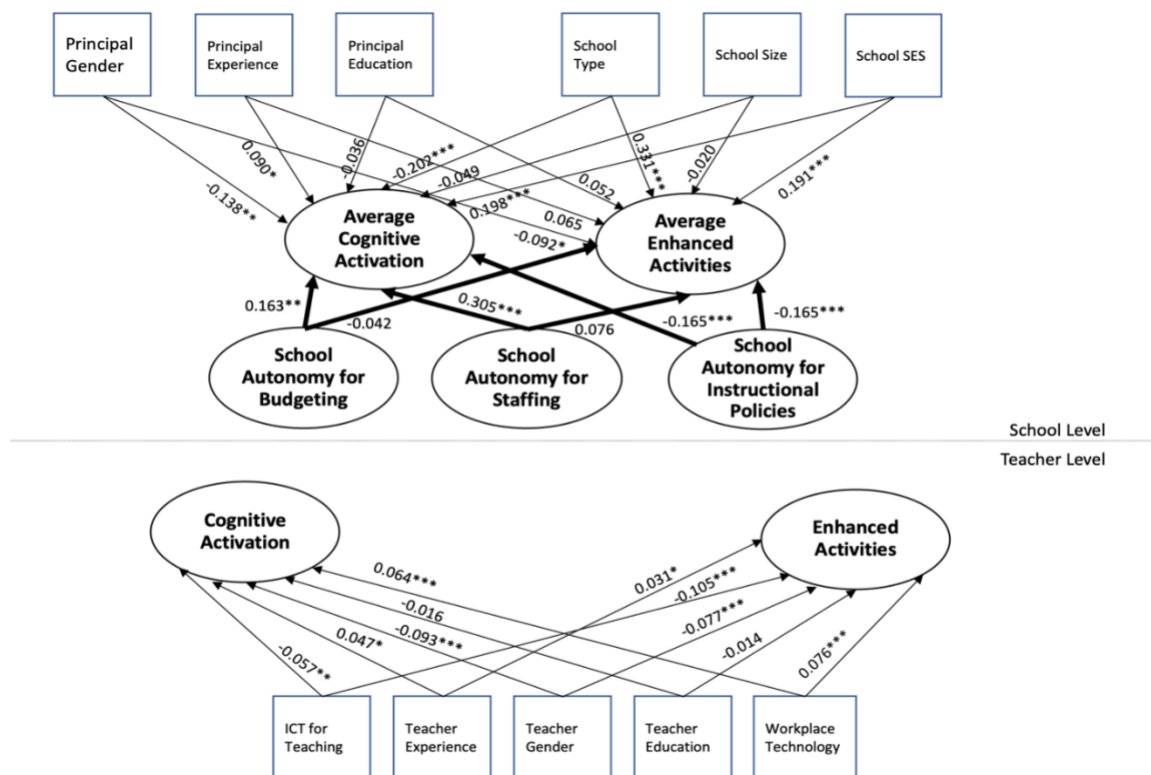 Principal
Gender
Principal
Experience
Principal
Education
School
Type
School Size
School SES
-0.138**
0.090*
-0.036
-0.202***
-0.049
0.198***
-0.092*
0.065
0.052
0.331***
-0.020
0.191***
Average
Cognitive
Activation
Average
Enhanced
Activities
0.163**
-0.042
0.305***
0.076
-0.165***
-0.165***
School
Autonomy for
Budgeting
School
Autonomy for
Staffing
School
Autonomy for
Instructional
Policies
School Level
Teacher Level
Cognitive
Activation
Enhanced
Activities
0.064***
-0.016
-0.093***
0.047*
-0.057**
0.031*
-0.105***
-0.077***
-0.014
0.076***
ICT for
Teaching
Teacher
Experience
Teacher
Gender
Teacher
Education
Workplace
Technology